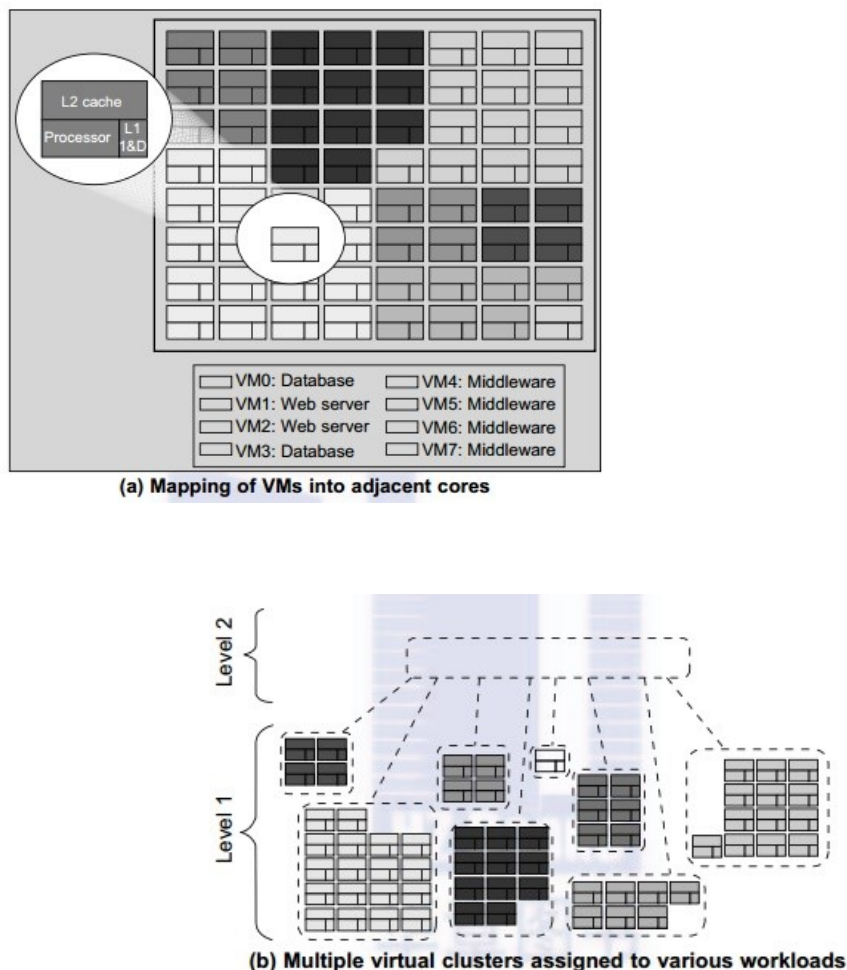 L2 cache
Processor
L1
1&D
VM0: Database
VM1: Web server
VM2: Web server
VM3: Database
VM4: Middleware
VM5: Middleware
VM6: Middleware
VM7: Middleware
(a) Mapping of VMs into adjacent cores
Level 2
Level 1
(b) Multiple virtual clusters assigned to various workloads